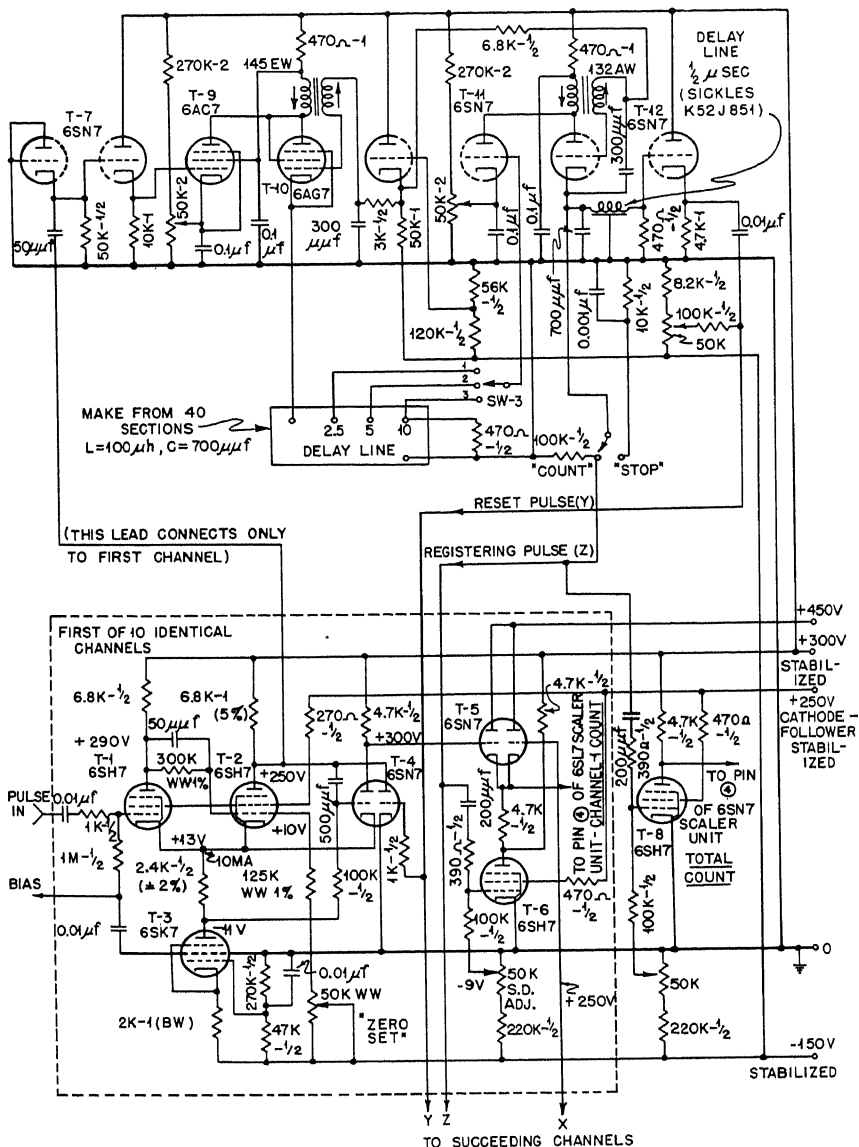 470Ω-1
270K-2
145EW
T-7
6SN7
T-9
6AC7
T-10
6AG7
50μμf
50K-1/2
10K-1
50K-2
0.1μf
0.1
μf
300
μμf
3K-1/2
50K-1
6.8K-1/2
270K-2
470Ω-1
132AW
T-11
6SN7
T-12
6SN7
300μμf
50K-2
0.1μf
0.1μf
DELAY
LINE
1/2 μ SEC
(SICKLES
K52J851)
470Ω
-1/2
4.7K-1
0.01μf
56K
-1/2
120K-1/2
700μμf
0.001μf
10K-1/2
8.2K-1/2
100K-1/2
50K
1
2
3
SW-3
MAKE FROM 40
SECTIONS
L=100μh, C=700μμf
2.5
5
10
DELAY LINE
470Ω
-1/2
100K-1/2
"COUNT"
"STOP"
RESET PULSE(Y)
(THIS LEAD CONNECTS ONLY
TO FIRST CHANNEL)
REGISTERING PULSE (Z)
FIRST OF 10 IDENTICAL
CHANNELS
+450V
+300V
STABIL-
IZED
+250V
CATHODE-
FOLLOWER
STABIL-
IZED
6.8K-1/2
6.8K-1
(5%)
50μμf
+290V
T-1
6SH7
300K
WW1%
T-2
6SH7
+250V
270Ω
-1/2
4.7K-1/2
+300V
T-4
6SN7
T-5
6SN7
4.7K-1/2
PULSE
IN
0.01μf
1K-1/2
1M-1/2
+13V
+10V
10MA
500μμf
100K
-1/2
1K-1/2
200μμf
390Ω-1/2
4.7K
-1/2
TO PIN ④ OF 6SL7 SCALER
UNIT-CHANNEL-1 COUNT
200μμf
390Ω-1/2
4.7K
-1/2
470Ω
-1/2
TO PIN
④
OF 6SN7
SCALER
UNIT
TOTAL
COUNT
T-8
6SH7
BIAS
2.4K-1/2
(±2%)
125K
WW 1%
T-6
6SH7
470Ω
-1/2
100K-1/2
0.01μf
T-3
6SK7
-11V
100K
-1/2
0.01μf
270K-1/2
50K WW
"ZERO
SET"
-9V
50K
S.D.
ADJ.
+250V
50K
0
2K-1(BW)
47K
-1/2
220K-1/2
220K-1/2
-150V
STABILIZED
Y Z X
TO SUCCEEDING CHANNELS